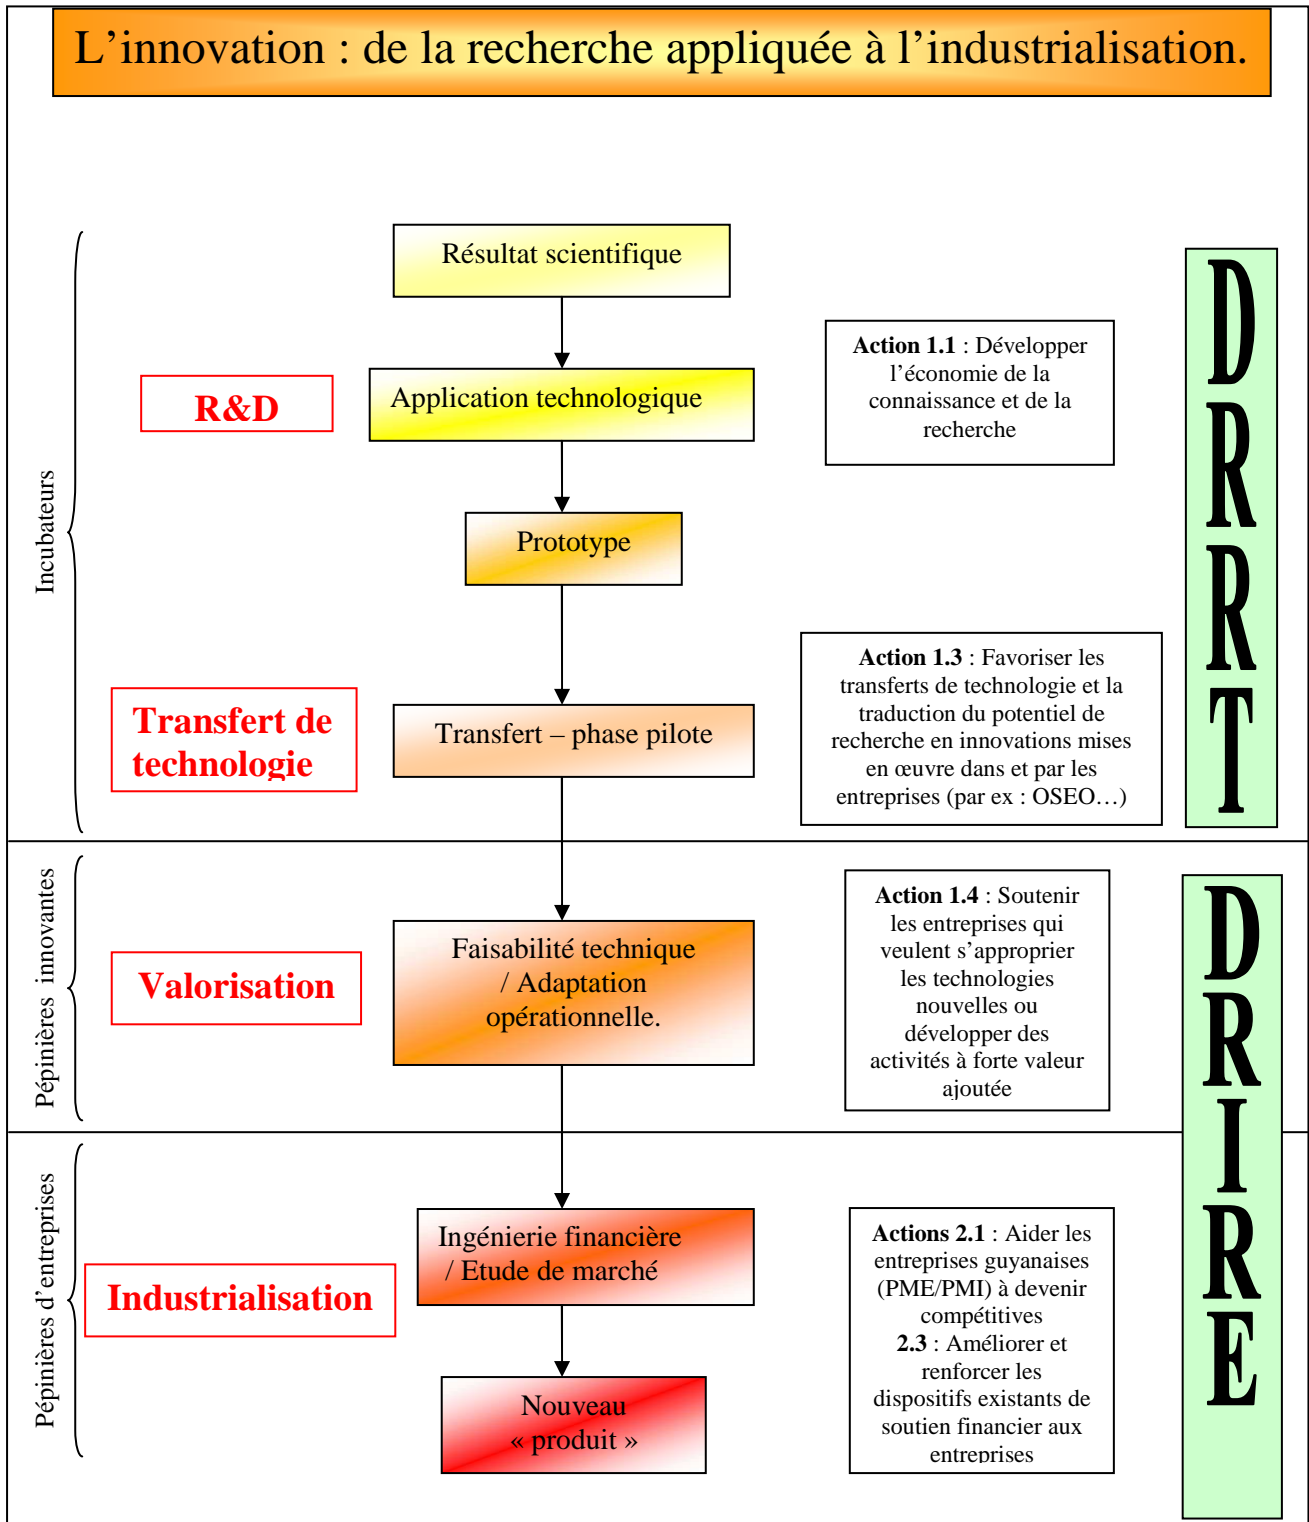 L’innovation : de la recherche appliquée à l’industrialisation.
Incubateurs
R&D
Résultat scientifique
Application technologique
Prototype
Action 1.1 : Développer
l’économie de la
connaissance et de la
recherche
DRRT
Transfert de
technologie
Transfert – phase pilote
Action 1.3 : Favoriser les
transferts de technologie et la
traduction du potentiel de
recherche en innovations mises
en œuvre dans et par les
entreprises (par ex : OSEO…)
Pépinières innovantes
Valorisation
Faisabilité technique
/ Adaptation
opérationnelle.
Action 1.4 : Soutenir
les entreprises qui
veulent s’approprier
les technologies
nouvelles ou
développer des
activités à forte valeur
ajoutée
DRIRE
Pépinières d’entreprises
Industrialisation
Ingénierie financière
/ Etude de marché
Nouveau
« produit »
Actions 2.1 : Aider les
entreprises guyanaises
(PME/PMI) à devenir
compétitives
2.3 : Améliorer et
renforcer les
dispositifs existants de
soutien financier aux
entreprises